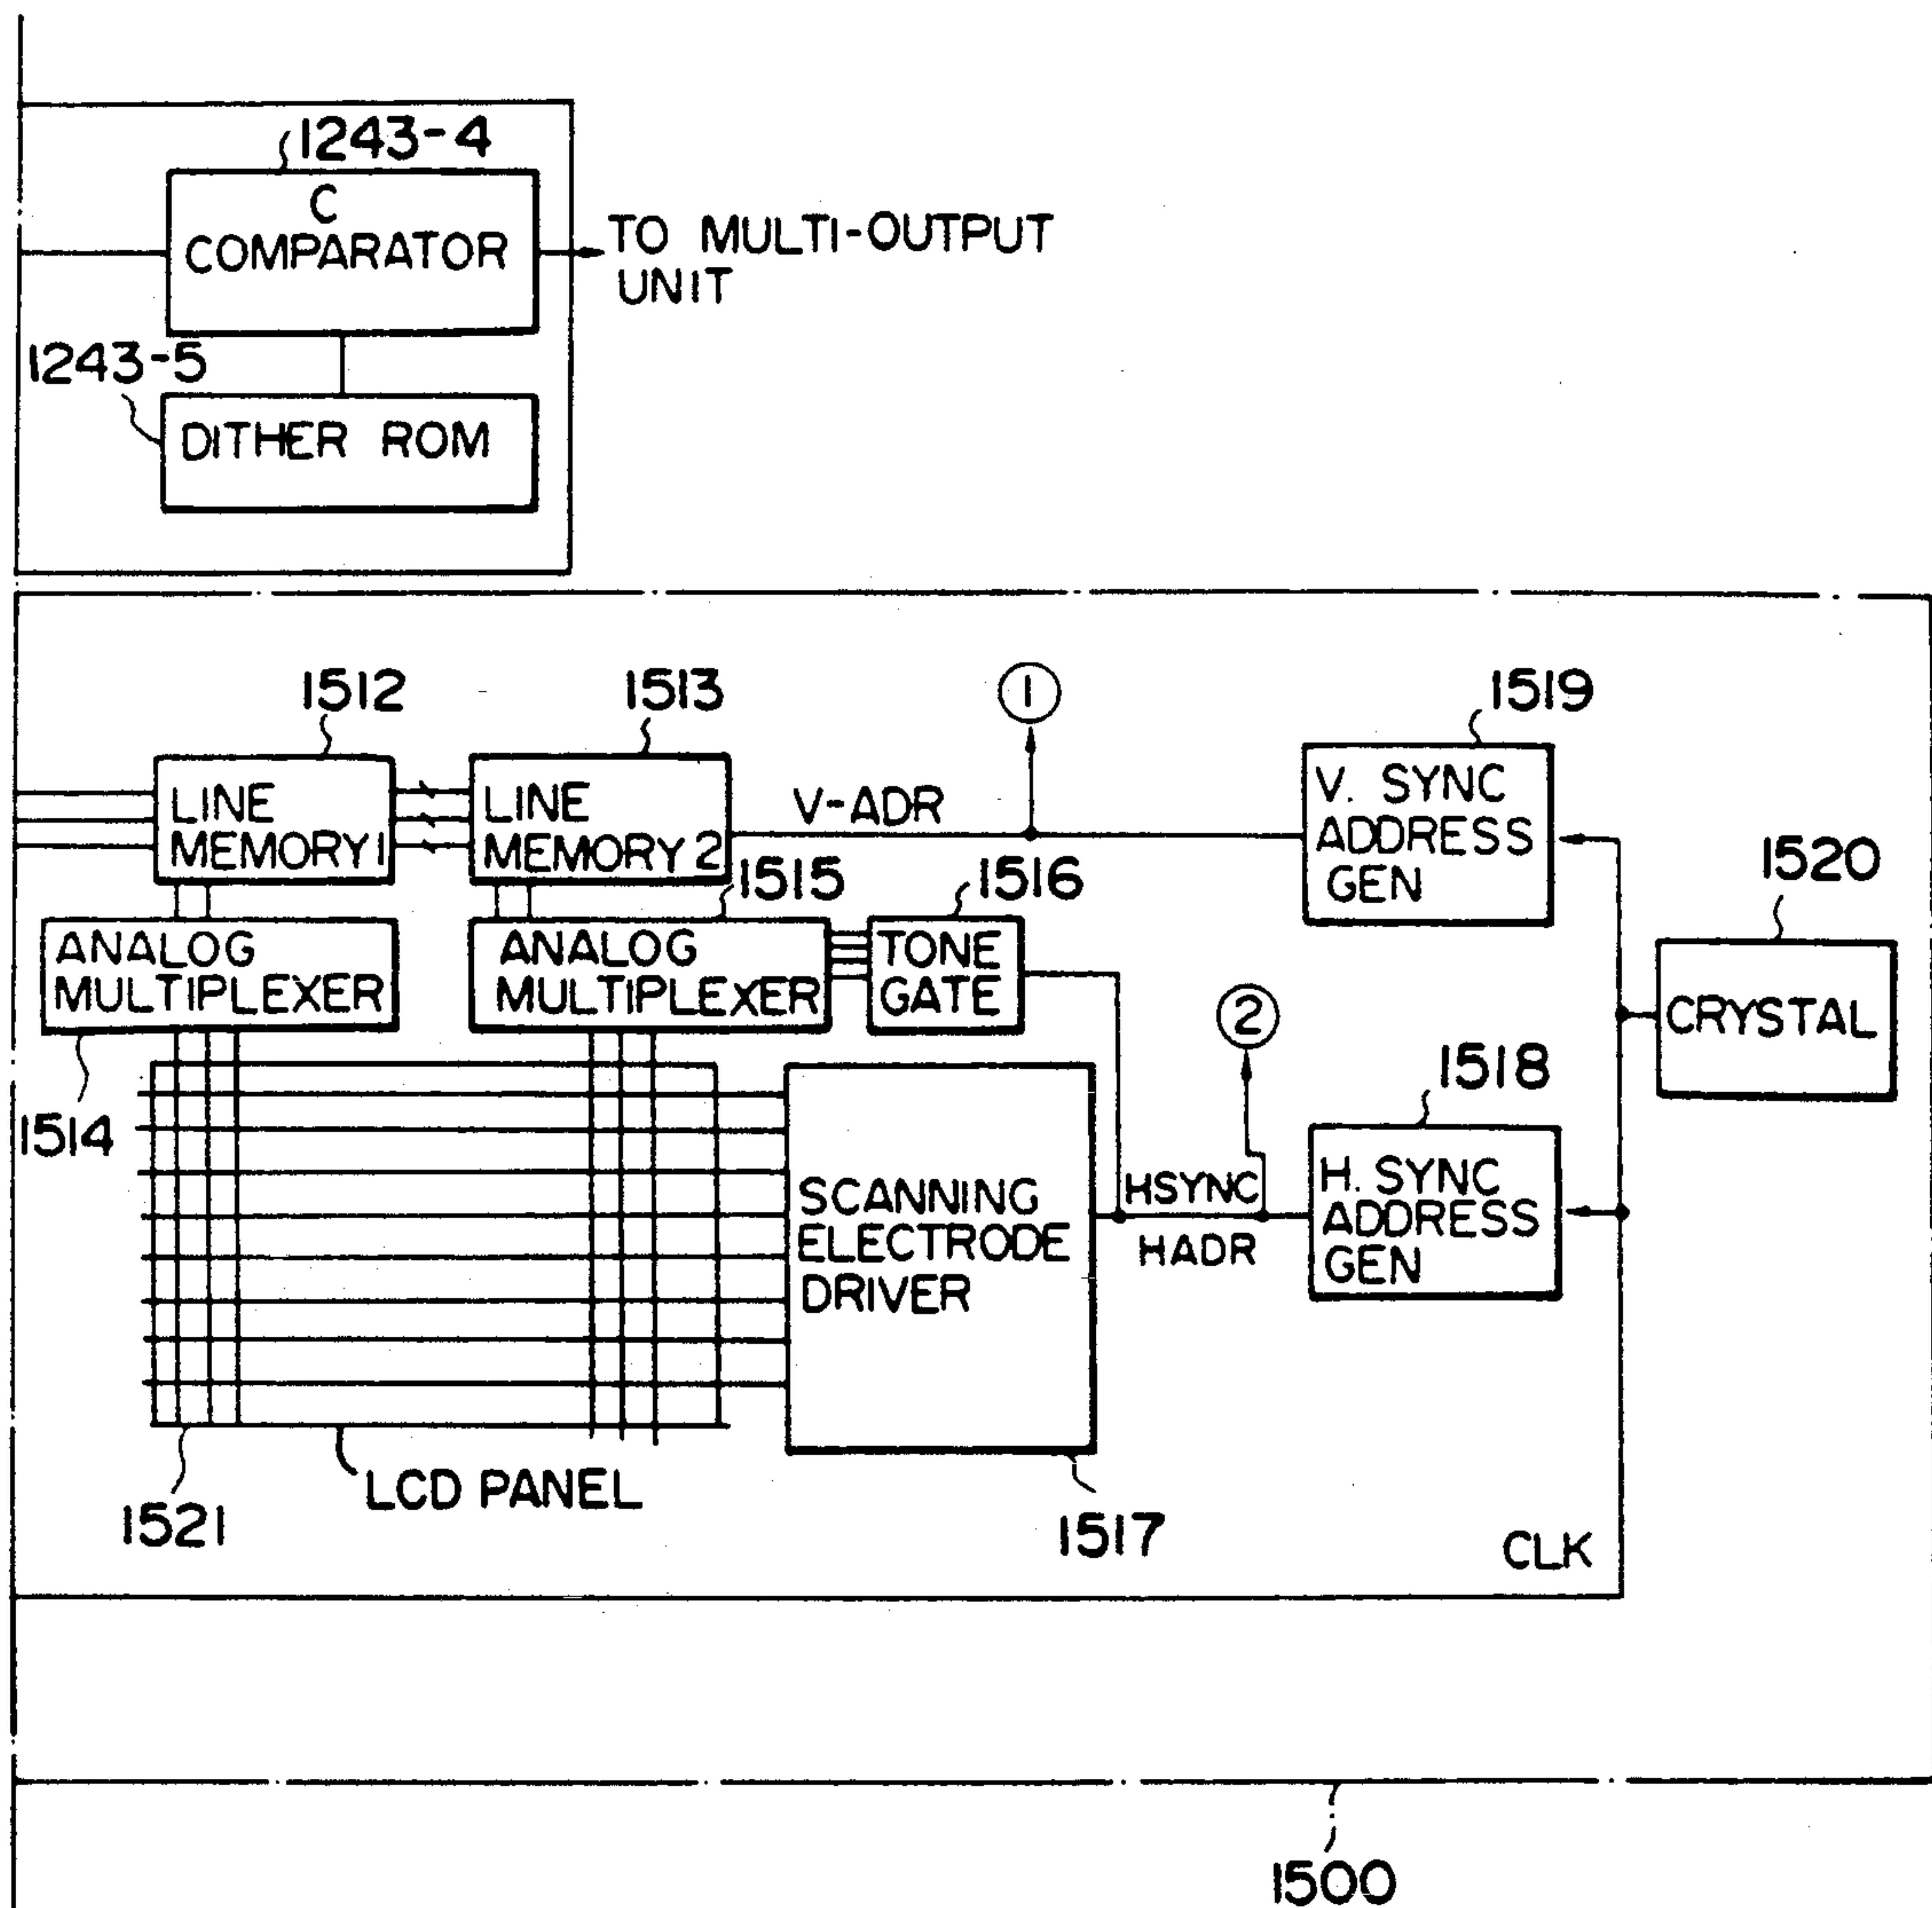 1243-4
C
COMPARATOR
TO MULTI-OUTPUT
UNIT
1243-5
DITHER ROM
1512
1513
1
1519
LINE
MEMORY 1
LINE
MEMORY 2
V-ADR
V. SYNC
ADDRESS
GEN
1520
1515
1516
ANALOG
MULTIPLEXER
ANALOG
MULTIPLEXER
TONE
GATE
2
CRYSTAL
1518
1514
SCANNING
ELECTRODE
DRIVER
HSYNC
HADR
H. SYNC
ADDRESS
GEN
LCD PANEL
1521
1517
CLK
1500